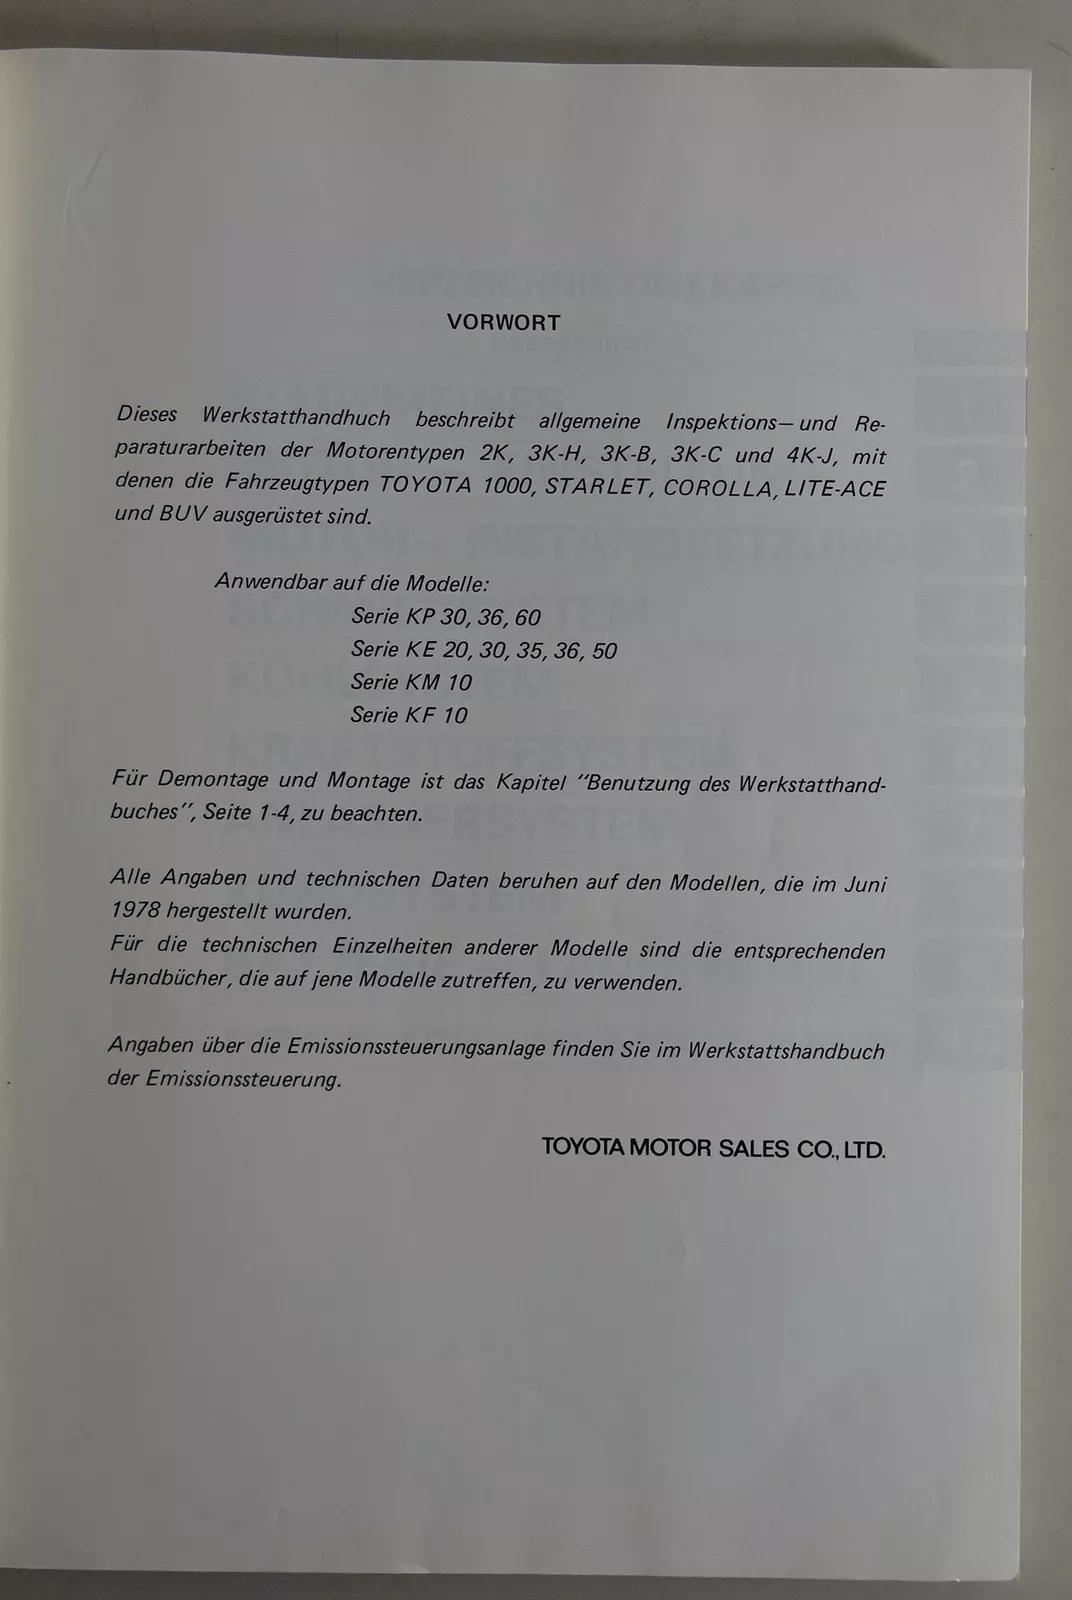 VORWORT
Dieses Werkstatthandhuch beschreibt allgemeine Inspektions— und Re-
paraturarbeiten der Motorentypen 2K, 3K-H, 3K-B, 3K-C und 4K-J, mit
denen die Fahrzeugtypen TOYOTA 1000, STARLET, COROLLA, LITE-ACE
und BUV ausgerüstet sind.
Anwendbar auf die Modelle:
Serie KP 30, 36, 60
Serie KE 20, 30, 35, 36, 50
Serie KM 10
Serie KF 10
Für Demontage und Montage ist das Kapitel "Benutzung des Werkstatthand-
buches", Seite 1-4, zu beachten.
Alle Angaben und technischen Daten beruhen auf den Modellen, die im Juni
1978 hergestellt wurden.
Für die technischen Einzelheiten anderer Modelle sind die entsprechenden
Handbücher, die auf jene Modelle zutreffen, zu verwenden.
Angaben über die Emissionssteuerungsanlage finden Sie im Werkstattshandbuch
der Emissionssteuerung.
TOYOTA MOTOR SALES CO., LTD.